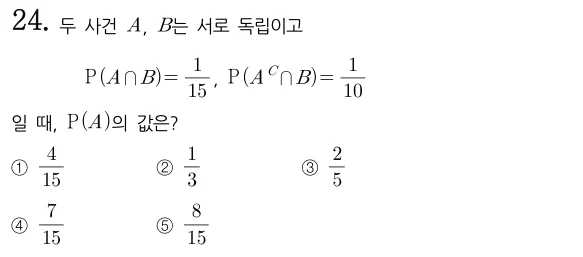 24. 두 사건 A, B는 서로 독립이고
P(A∩B)=1/15, P(A^C∩B)=1/10
일 때, P(A)의 값은?
① 4/15 ② 1/3 ③ 2/5
④ 7/15 ⑤ 8/15